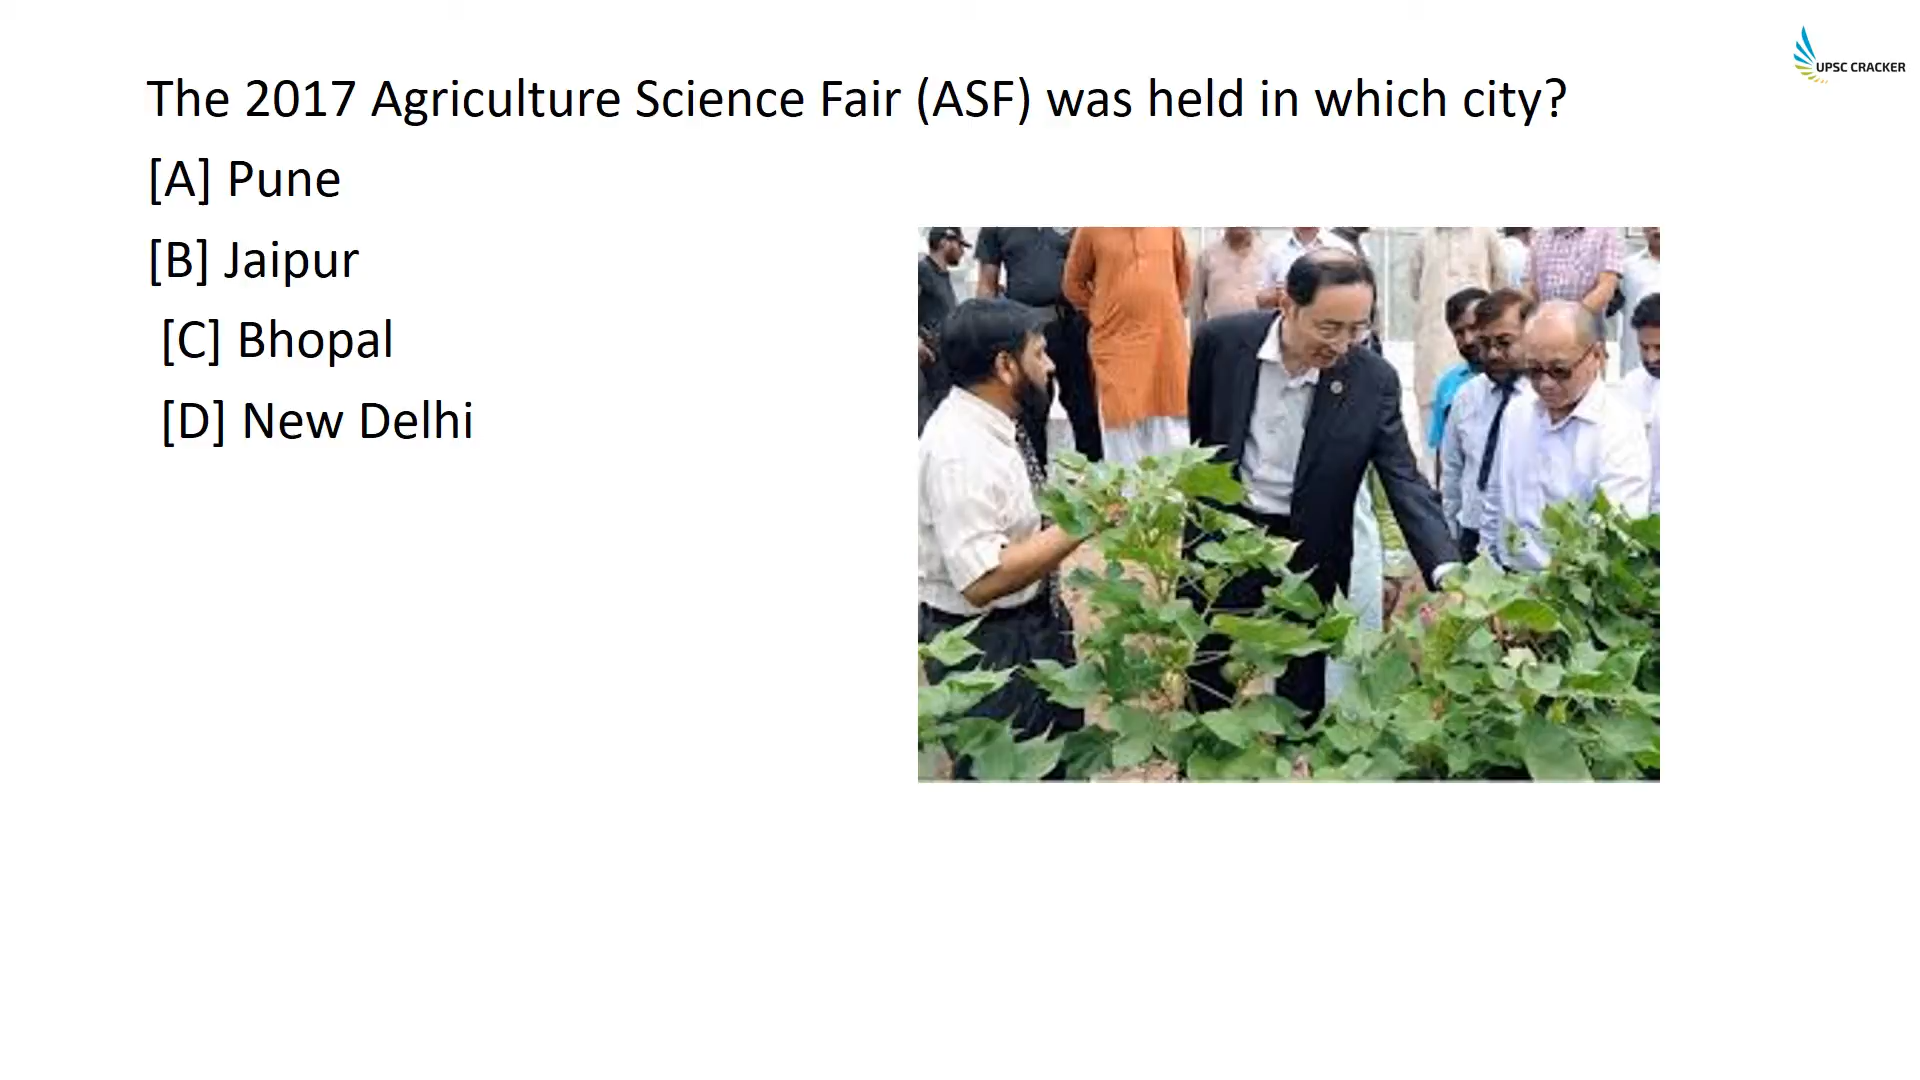 UPSC CRACKER
The 2017 Agriculture Science Fair (ASF) was held in which city?
[A] Pune
[B] Jaipur
[C] Bhopal
[D] New Delhi